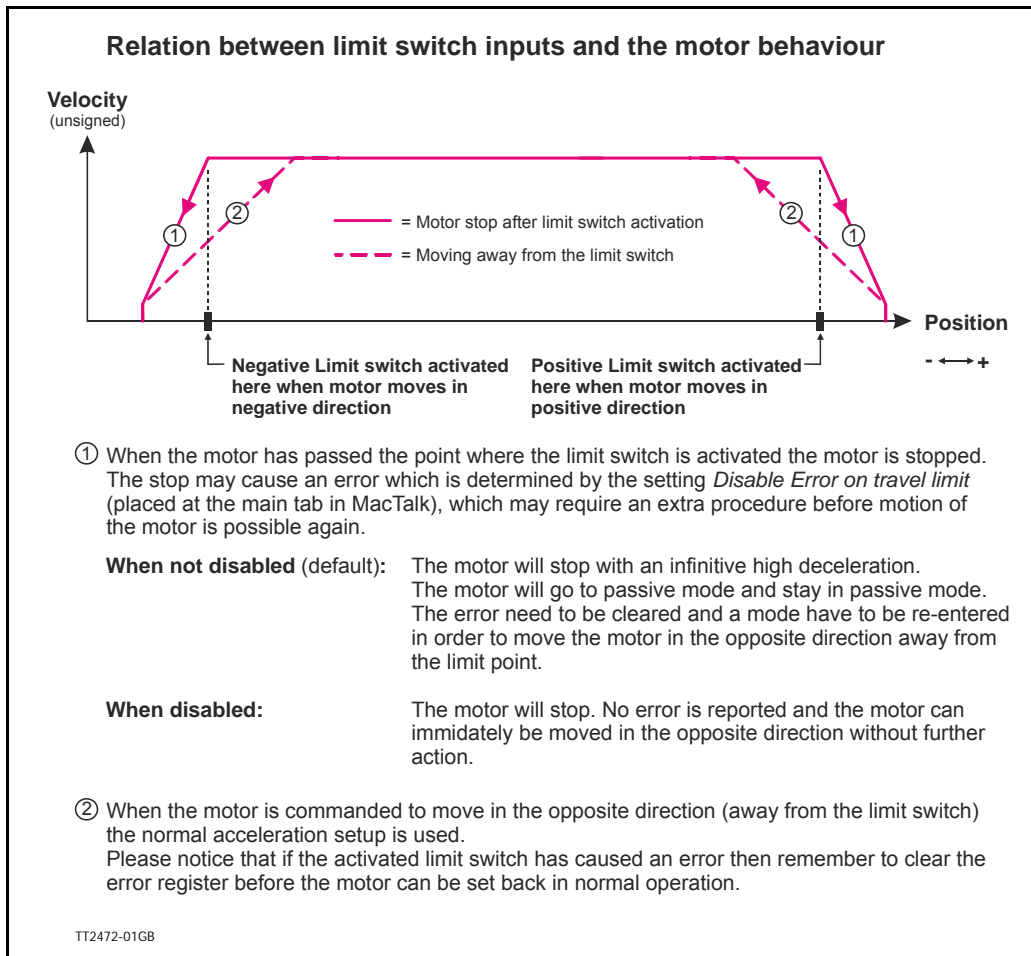 Relation between limit switch inputs and the motor behaviour
Velocity
(unsigned)
① ② ② ①
= Motor stop after limit switch activation
= Moving away from the limit switch
Position
- +
Negative Limit switch activated
here when motor moves in
negative direction
Positive Limit switch activated
here when motor moves in
positive direction
① When the motor has passed the point where the limit switch is activated the motor is stopped.
The stop may cause an error which is determined by the setting Disable Error on travel limit
(placed at the main tab in MacTalk), which may require an extra procedure before motion of
the motor is possible again.
When not disabled (default): The motor will stop with an infinitive high deceleration.
The motor will go to passive mode and stay in passive mode.
The error need to be cleared and a mode have to be re-entered
in order to move the motor in the opposite direction away from
the limit point.
When disabled: The motor will stop. No error is reported and the motor can
immidately be moved in the opposite direction without further
action.
② When the motor is commanded to move in the opposite direction (away from the limit switch)
the normal acceleration setup is used.
Please notice that if the activated limit switch has caused an error then remember to clear the
error register before the motor can be set back in normal operation.
TT2472-01GB